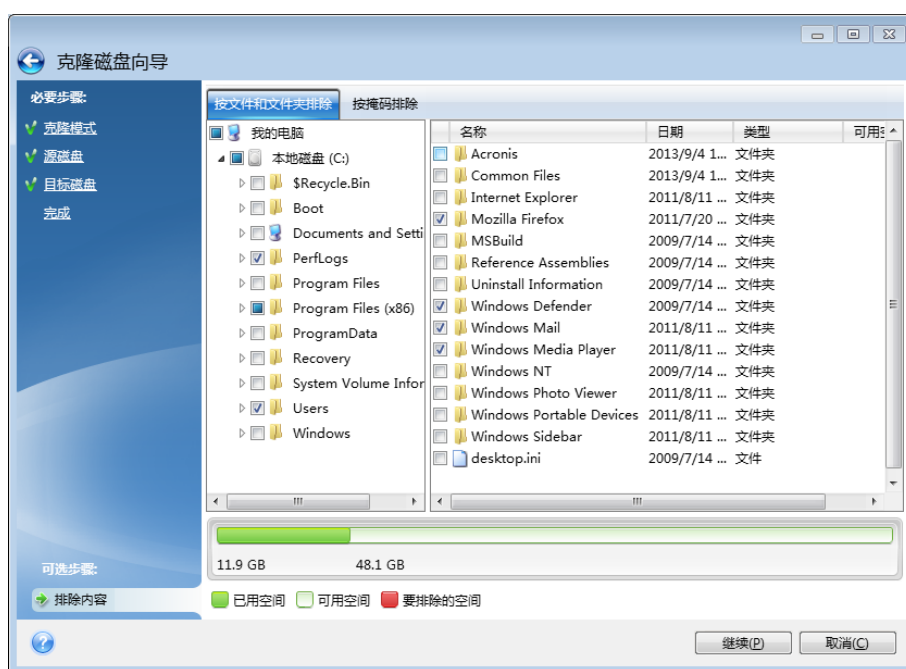 克隆磁盘向导
必要步骤:
克隆模式
源磁盘
目标磁盘
完成
可选步骤:
排除内容
按文件和文件夹排除 按掩码排除
我的电脑
本地磁盘 (C:)
$Recycle.Bin
Boot
Documents and Setti
PerfLogs
Program Files
Program Files (x86)
ProgramData
Recovery
System Volume Infor
Users
Windows
名称 日期 类型 可用
Acronis 2013/9/4 1... 文件夹
Common Files 2013/9/4 1... 文件夹
Internet Explorer 2011/8/11 ... 文件夹
Mozilla Firefox 2011/7/20 ... 文件夹
MSBuild 2009/7/14 ... 文件夹
Reference Assemblies 2009/7/14 ... 文件夹
Uninstall Information 2009/7/14 ... 文件夹
Windows Defender 2009/7/14 ... 文件夹
Windows Mail 2011/8/11 ... 文件夹
Windows Media Player 2011/8/11 ... 文件夹
Windows NT 2009/7/14 ... 文件夹
Windows Photo Viewer 2011/8/11 ... 文件夹
Windows Portable Devices 2011/8/11 ... 文件夹
Windows Sidebar 2011/8/11 ... 文件夹
desktop.ini 2009/7/14 ... 文件
11.9 GB 48.1 GB
已用空间 可用空间 要排除的空间
继续(P) 取消(C)